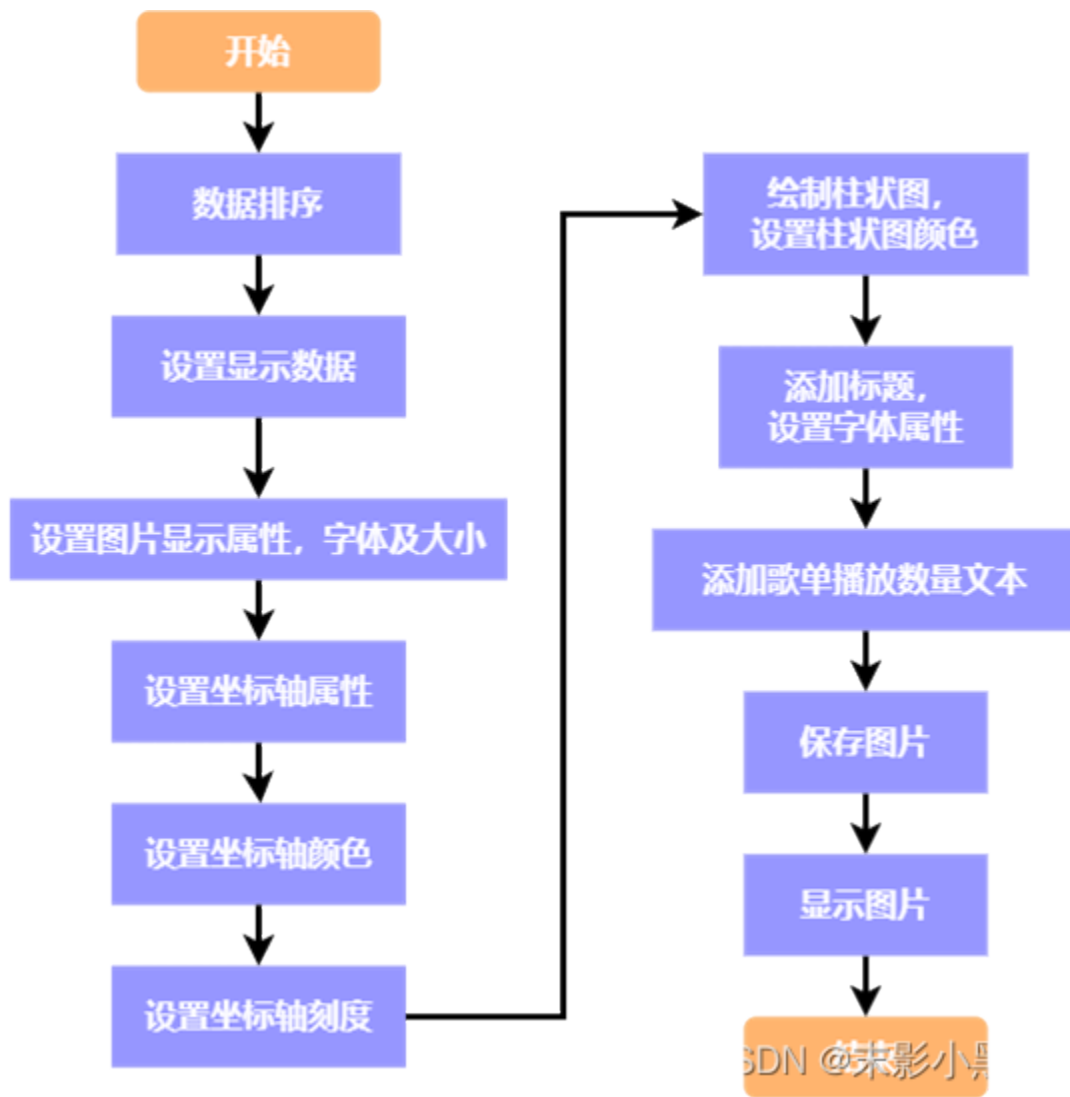 开始
数据排序
设置显示数据
设置图片显示属性，字体及大小
设置坐标轴属性
设置坐标轴颜色
设置坐标轴刻度
绘制柱状图，
设置柱状图颜色
添加标题，
设置字体属性
添加歌单播放数量文本
保存图片
显示图片
SDN @末影小黑